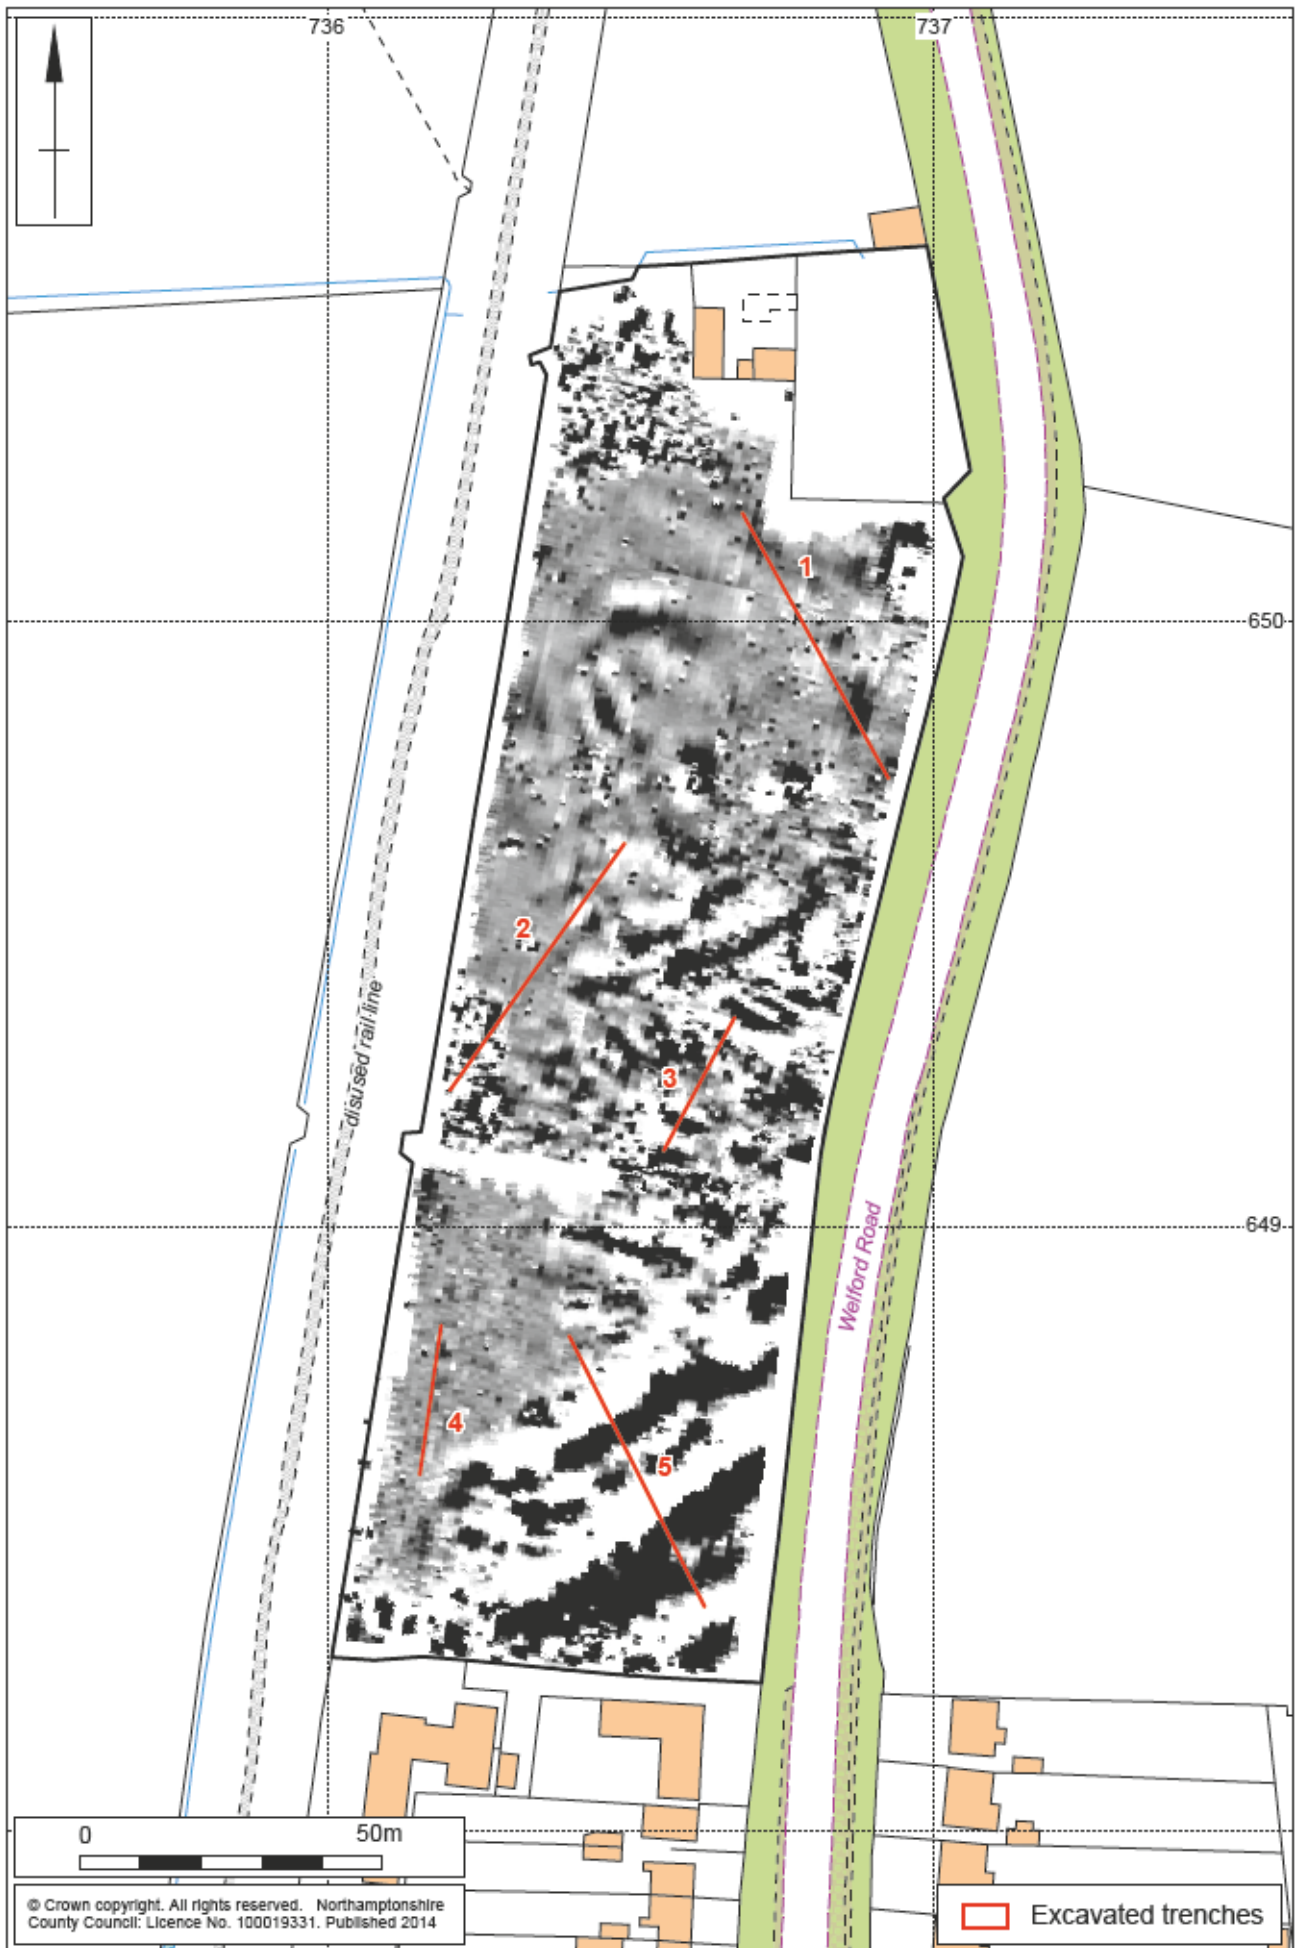 736
737
1
650
2
disused rail line
3
649
Welford Road
4
5
0 50m
© Crown copyright. All rights reserved. Northamptonshire
County Council: Licence No. 100019331. Published 2014
Excavated trenches